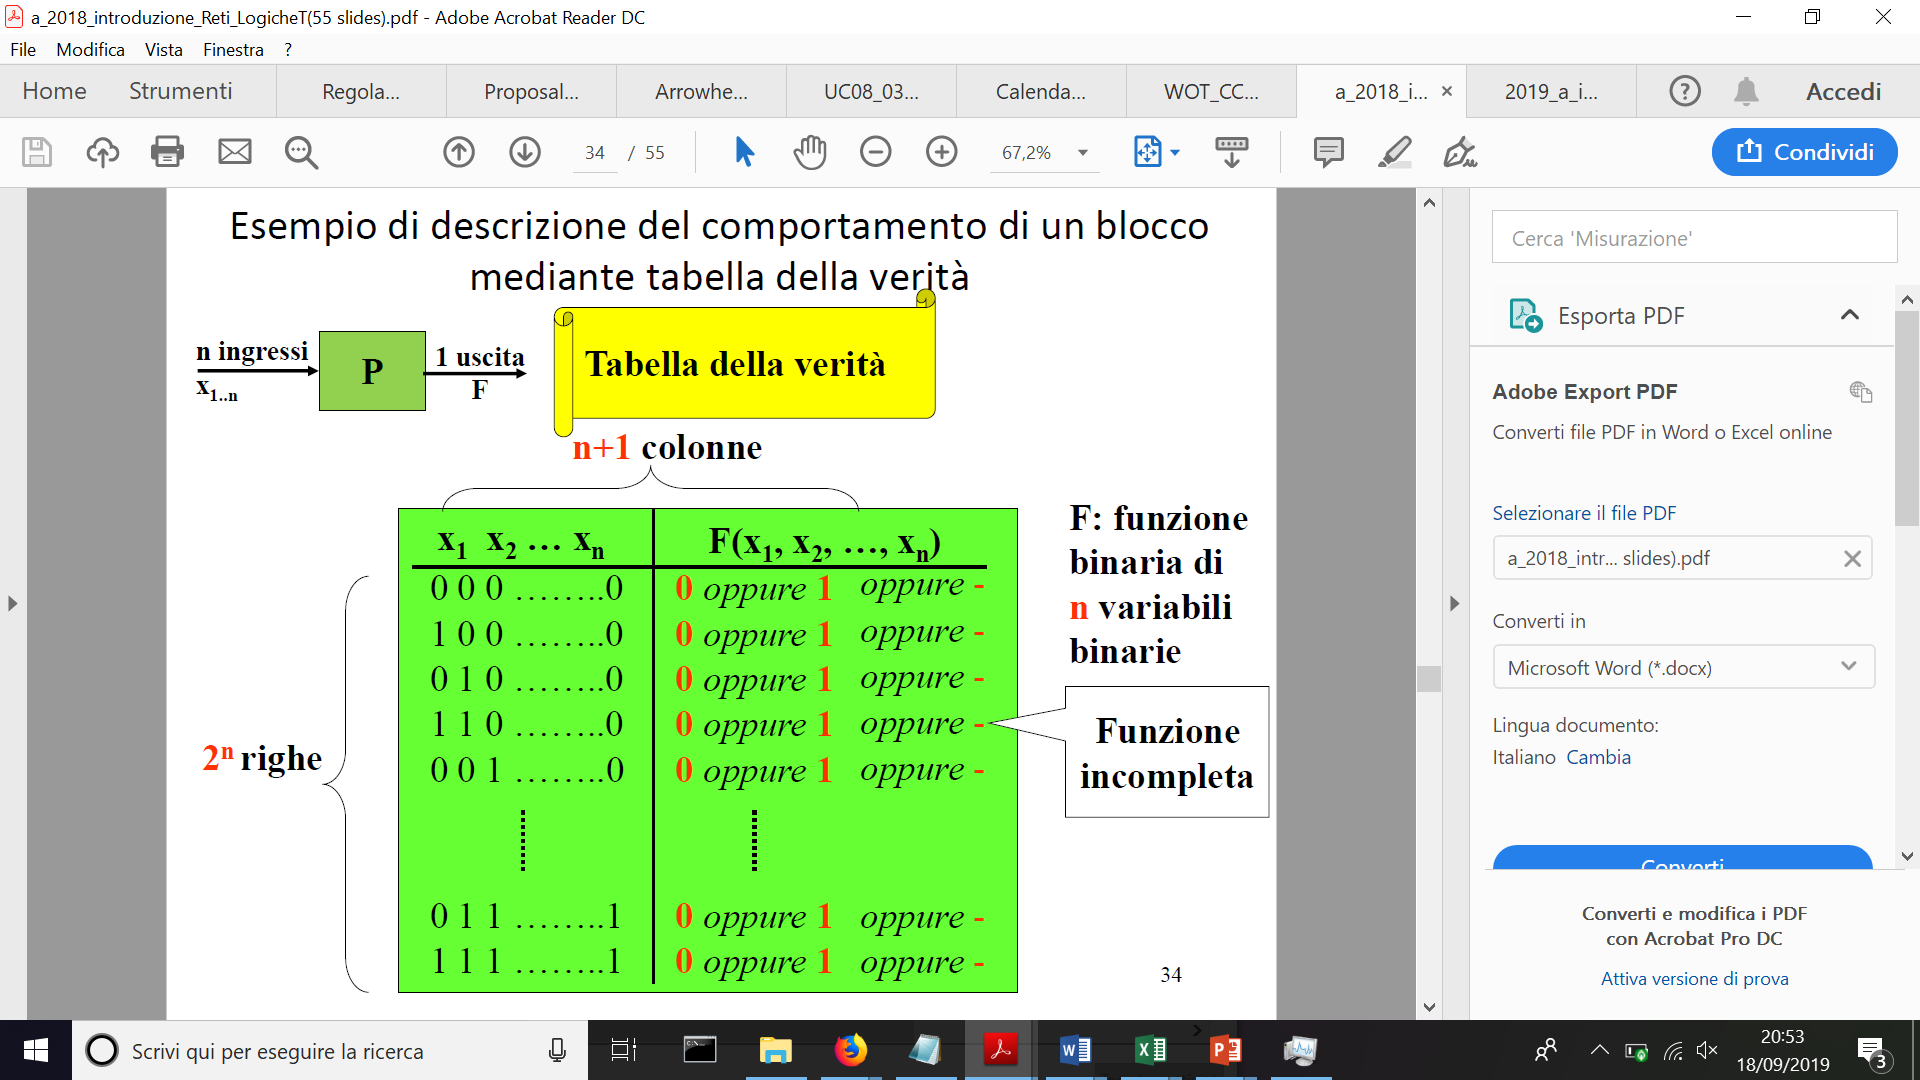 a_2018_introduzione_Reti_LogicheT(55 slides).pdf - Adobe Acrobat Reader DC
File Modifica Vista Finestra ?
Home Strumenti Regola... Proposal... Arrowhe... UC08_03... Calenda... WOT_CC... a_2018_i... × 2019_a_i... Accedi
34 / 55 67,2% Condividi
Esempio di descrizione del comportamento di un blocco
mediante tabella della verità
n ingressi
x1..n
P
1 uscita
F
Tabella della verità
n+1 colonne
x1 x2 … xn F(x1, x2, …, xn)
0 0 0 ……..0 0 oppure 1 oppure -
1 0 0 ……..0 0 oppure 1 oppure -
0 1 0 ……..0 0 oppure 1 oppure -
1 1 0 ……..0 0 oppure 1 oppure -
0 0 1 ……..0 0 oppure 1 oppure -
0 1 1 ……..1 0 oppure 1 oppure -
1 1 1 ……..1 0 oppure 1 oppure -
2n righe
F: funzione
binaria di
n variabili
binarie
Funzione
incompleta
34
Cerca 'Misurazione'
Esporta PDF
Adobe Export PDF
Converti file PDF in Word o Excel online
Selezionare il file PDF
a_2018_intr... slides).pdf
Converti in
Microsoft Word (*.docx)
Lingua documento:
Italiano Cambia
Converti
Converti e modifica i PDF
con Acrobat Pro DC
Attiva versione di prova
Scrivi qui per eseguire la ricerca
20:53
18/09/2019
3